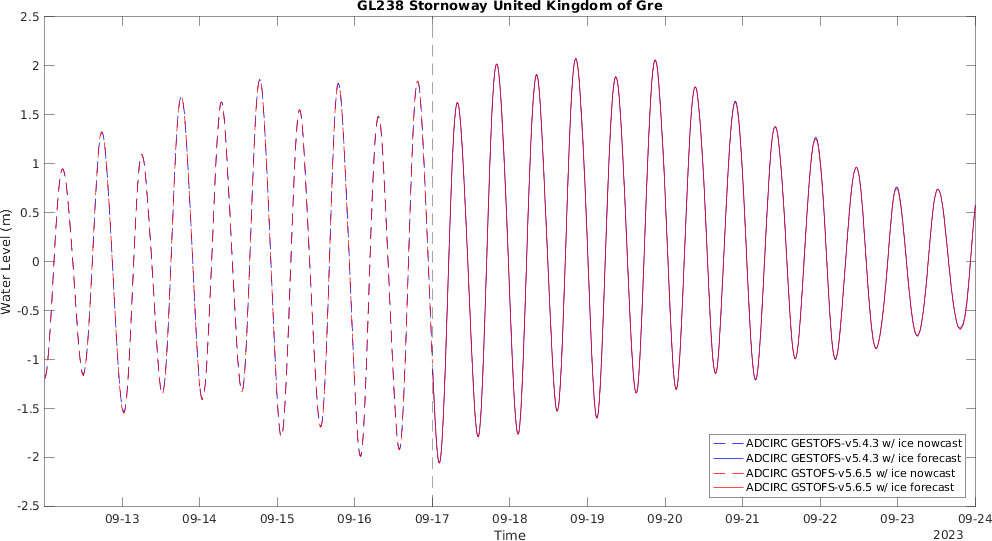 GL238 Stornoway United Kingdom of Gre
2.5
2
1.5
1
0.5
0
-0.5
-1
-1.5
-2
-2.5
Water Level (m)
ADCIRC GESTOFS-v5.4.3 w/ ice nowcast
ADCIRC GESTOFS-v5.4.3 w/ ice forecast
ADCIRC GSTOFS-v5.6.5 w/ ice nowcast
ADCIRC GSTOFS-v5.6.5 w/ ice forecast
09-13 09-14 09-15 09-16 09-17 09-18 09-19 09-20 09-21 09-22 09-23 09-24
Time
2023